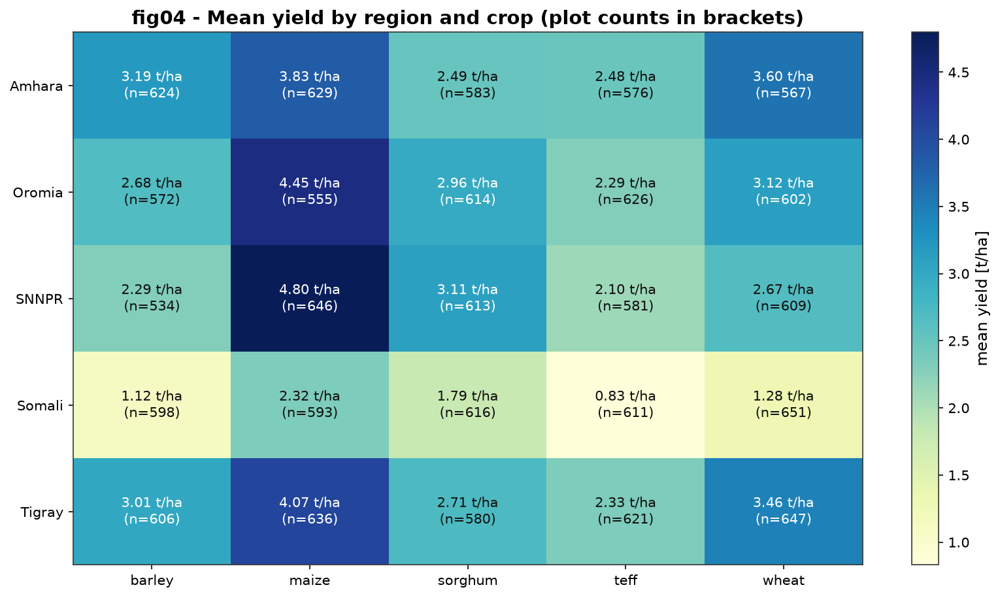 fig04 - Mean yield by region and crop (plot counts in brackets)
Amhara
3.19 t/ha
(n=624)
3.83 t/ha
(n=629)
2.49 t/ha
(n=583)
2.48 t/ha
(n=576)
3.60 t/ha
(n=567)
Oromia
2.68 t/ha
(n=572)
4.45 t/ha
(n=555)
2.96 t/ha
(n=614)
2.29 t/ha
(n=626)
3.12 t/ha
(n=602)
SNNPR
2.29 t/ha
(n=534)
4.80 t/ha
(n=646)
3.11 t/ha
(n=613)
2.10 t/ha
(n=581)
2.67 t/ha
(n=609)
Somali
1.12 t/ha
(n=598)
2.32 t/ha
(n=593)
1.79 t/ha
(n=616)
0.83 t/ha
(n=611)
1.28 t/ha
(n=651)
Tigray
3.01 t/ha
(n=606)
4.07 t/ha
(n=636)
2.71 t/ha
(n=580)
2.33 t/ha
(n=621)
3.46 t/ha
(n=647)
barley
maize
sorghum
teff
wheat
4.5
4.0
3.5
3.0
2.5
2.0
1.5
1.0
mean yield [t/ha]